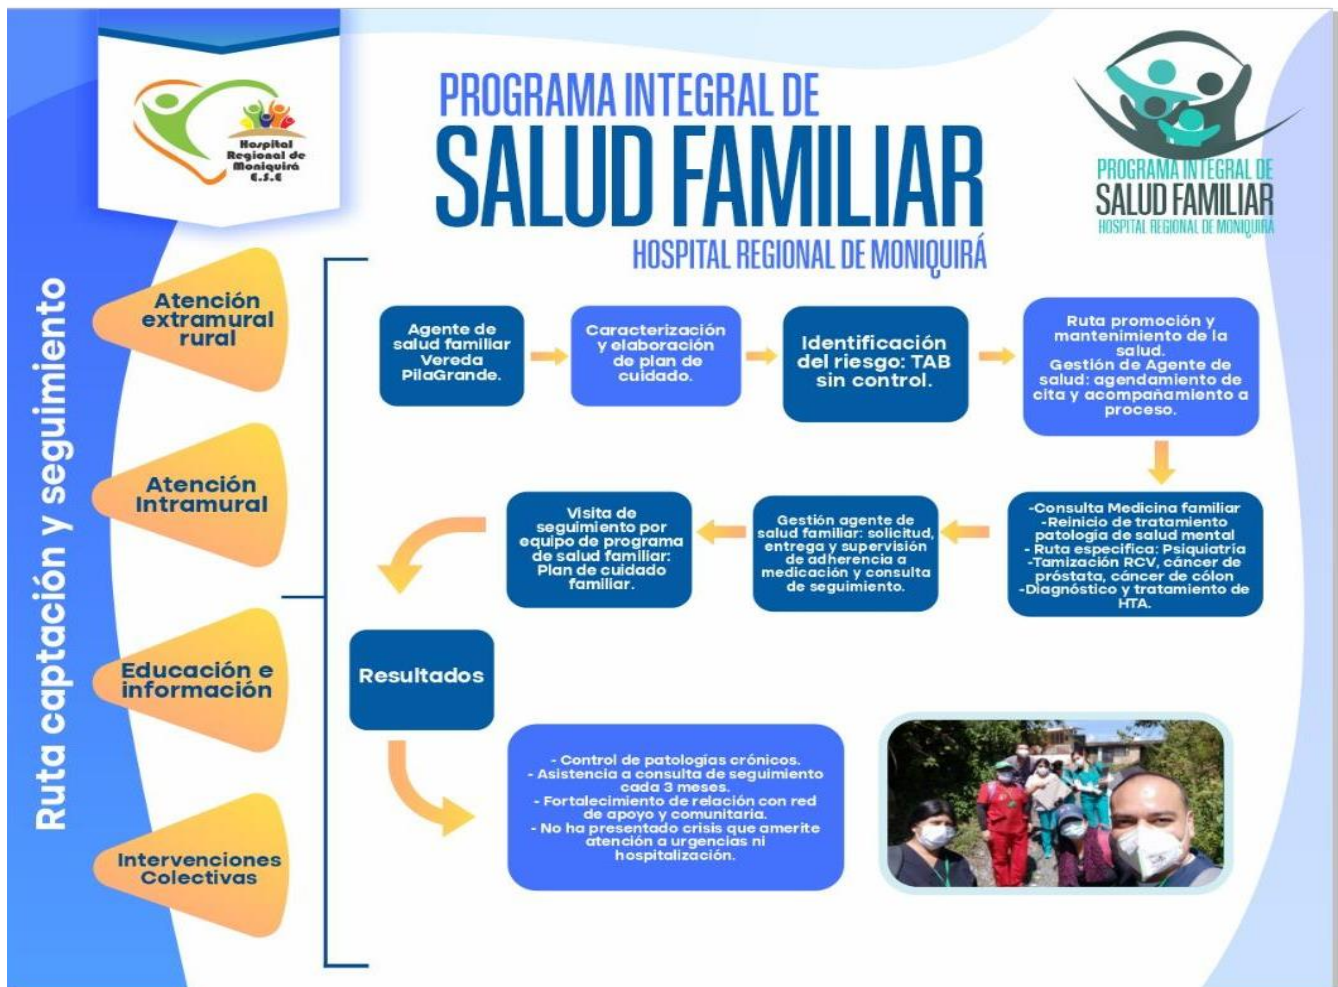 Hospital
Regional de
Moniquirá
E.S.E
PROGRAMA INTEGRAL DE
SALUD FAMILIAR
HOSPITAL REGIONAL DE MONIQUIRÁ
PROGRAMA INTEGRAL DE
SALUD FAMILIAR
HOSPITAL REGIONAL DE MONIQUIRÁ
Ruta captación y seguimiento
Atención
extramural
rural
Atención
Intramural
Educación e
información
Intervenciones
Colectivas
Agente de
salud familiar
Vereda
PilaGrande.
Caracterización
y elaboración
de plan de
cuidado.
Identificación
del riesgo: TAB
sin control.
Ruta promoción y
mantenimiento de la
salud.
Gestión de Agente de
salud: agendamiento de
cita y acompañamiento a
proceso.
-Consulta Medicina familiar
-Reinicio de tratamiento
patología de salud mental
- Ruta especifica: Psiquiatría
-Tamización RCV, cáncer de
próstata, cáncer de cólon
-Diagnóstico y tratamiento de
HTA.
Gestión agente de
salud familiar: solicitud,
entrega y supervisión
de adherencia a
medicación y consulta
de seguimiento.
Visita de
seguimiento por
equipo de programa
de salud familiar:
Plan de cuidado
familiar.
Resultados
- Control de patologías crónicos.
- Asistencia a consulta de seguimiento
cada 3 meses.
- Fortalecimiento de relación con red
de apoyo y comunitaria.
- No ha presentado crisis que amerite
atención a urgencias ni
hospitalización.